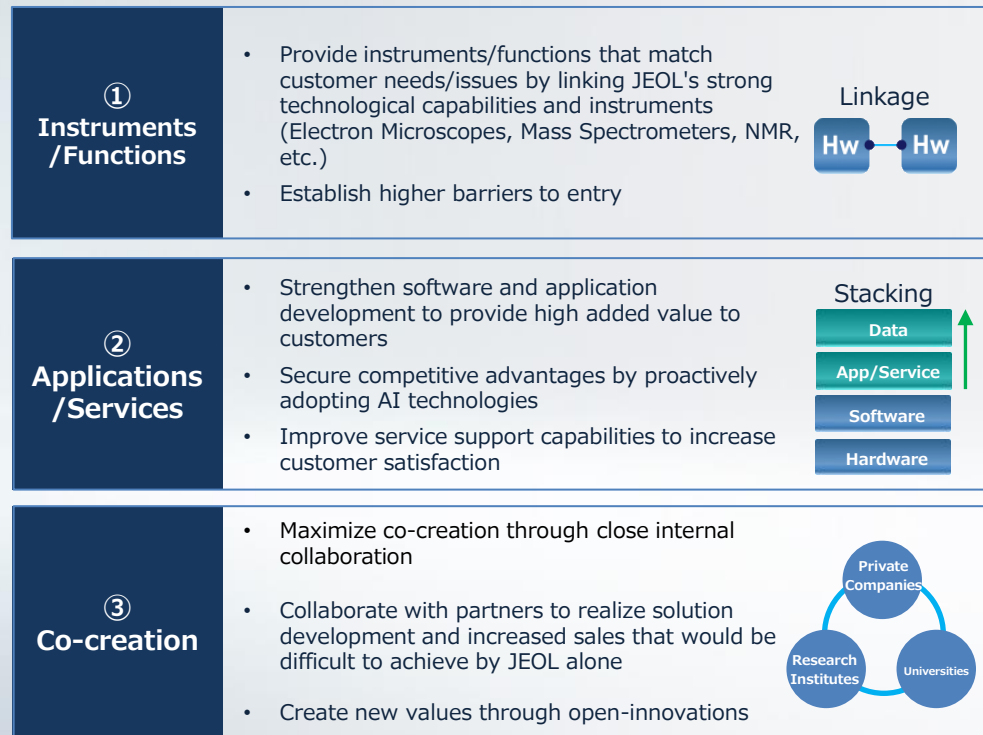 ①
Instruments
/Functions
• Provide instruments/functions that match
customer needs/issues by linking JEOL's strong
technological capabilities and instruments
(Electron Microscopes, Mass Spectrometers, NMR,
etc.)
• Establish higher barriers to entry
Linkage
Hw Hw
②
Applications
/Services
• Strengthen software and application
development to provide high added value to
customers
• Secure competitive advantages by proactively
adopting AI technologies
• Improve service support capabilities to increase
customer satisfaction
Stacking
Data
App/Service
Software
Hardware
③
Co-creation
• Maximize co-creation through close internal
collaboration
• Collaborate with partners to realize solution
development and increased sales that would be
difficult to achieve by JEOL alone
• Create new values through open-innovations
Private
Companies
Research
Institutes
Universities